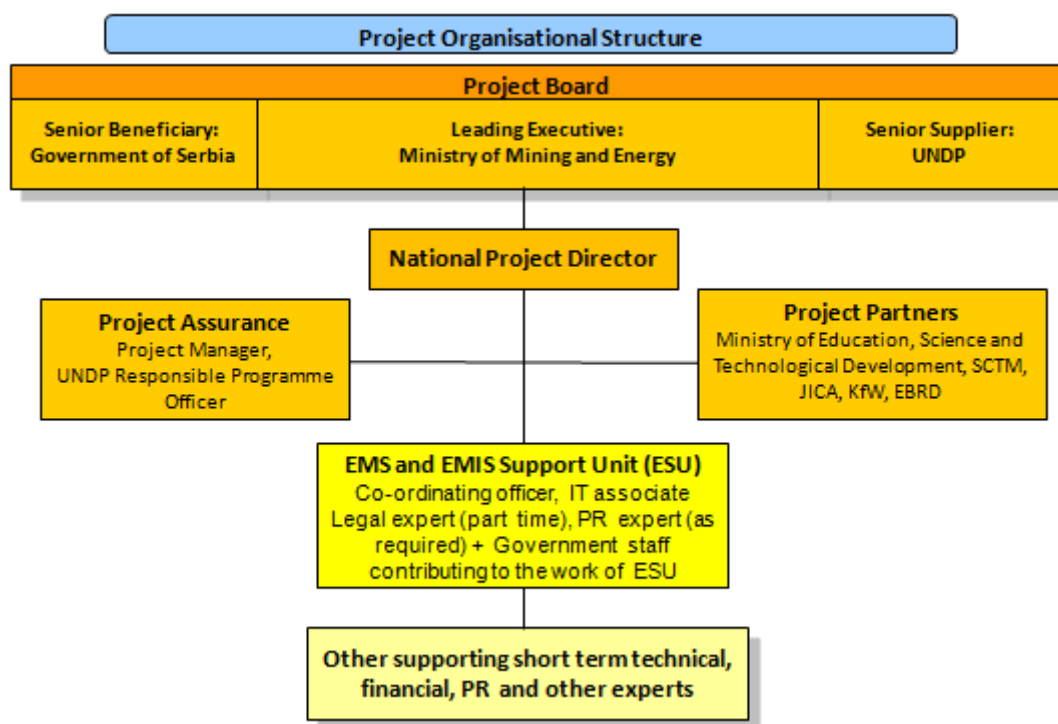 Project Organisational Structure
Project Board
Senior Beneficiary:
Government of Serbia
Leading Executive:
Ministry of Mining and Energy
Senior Supplier:
UNDP
National Project Director
Project Assurance
Project Manager,
UNDP Responsible Programme
Officer
Project Partners
Ministry of Education, Science and
Technological Development, SCTM,
JICA, KfW, EBRD
EMS and EMIS Support Unit (ESU)
Co-ordinating officer, IT associate
Legal expert (part time), PR expert (as
required) + Government staff
contributing to the work of ESU
Other supporting short term technical,
financial, PR and other experts